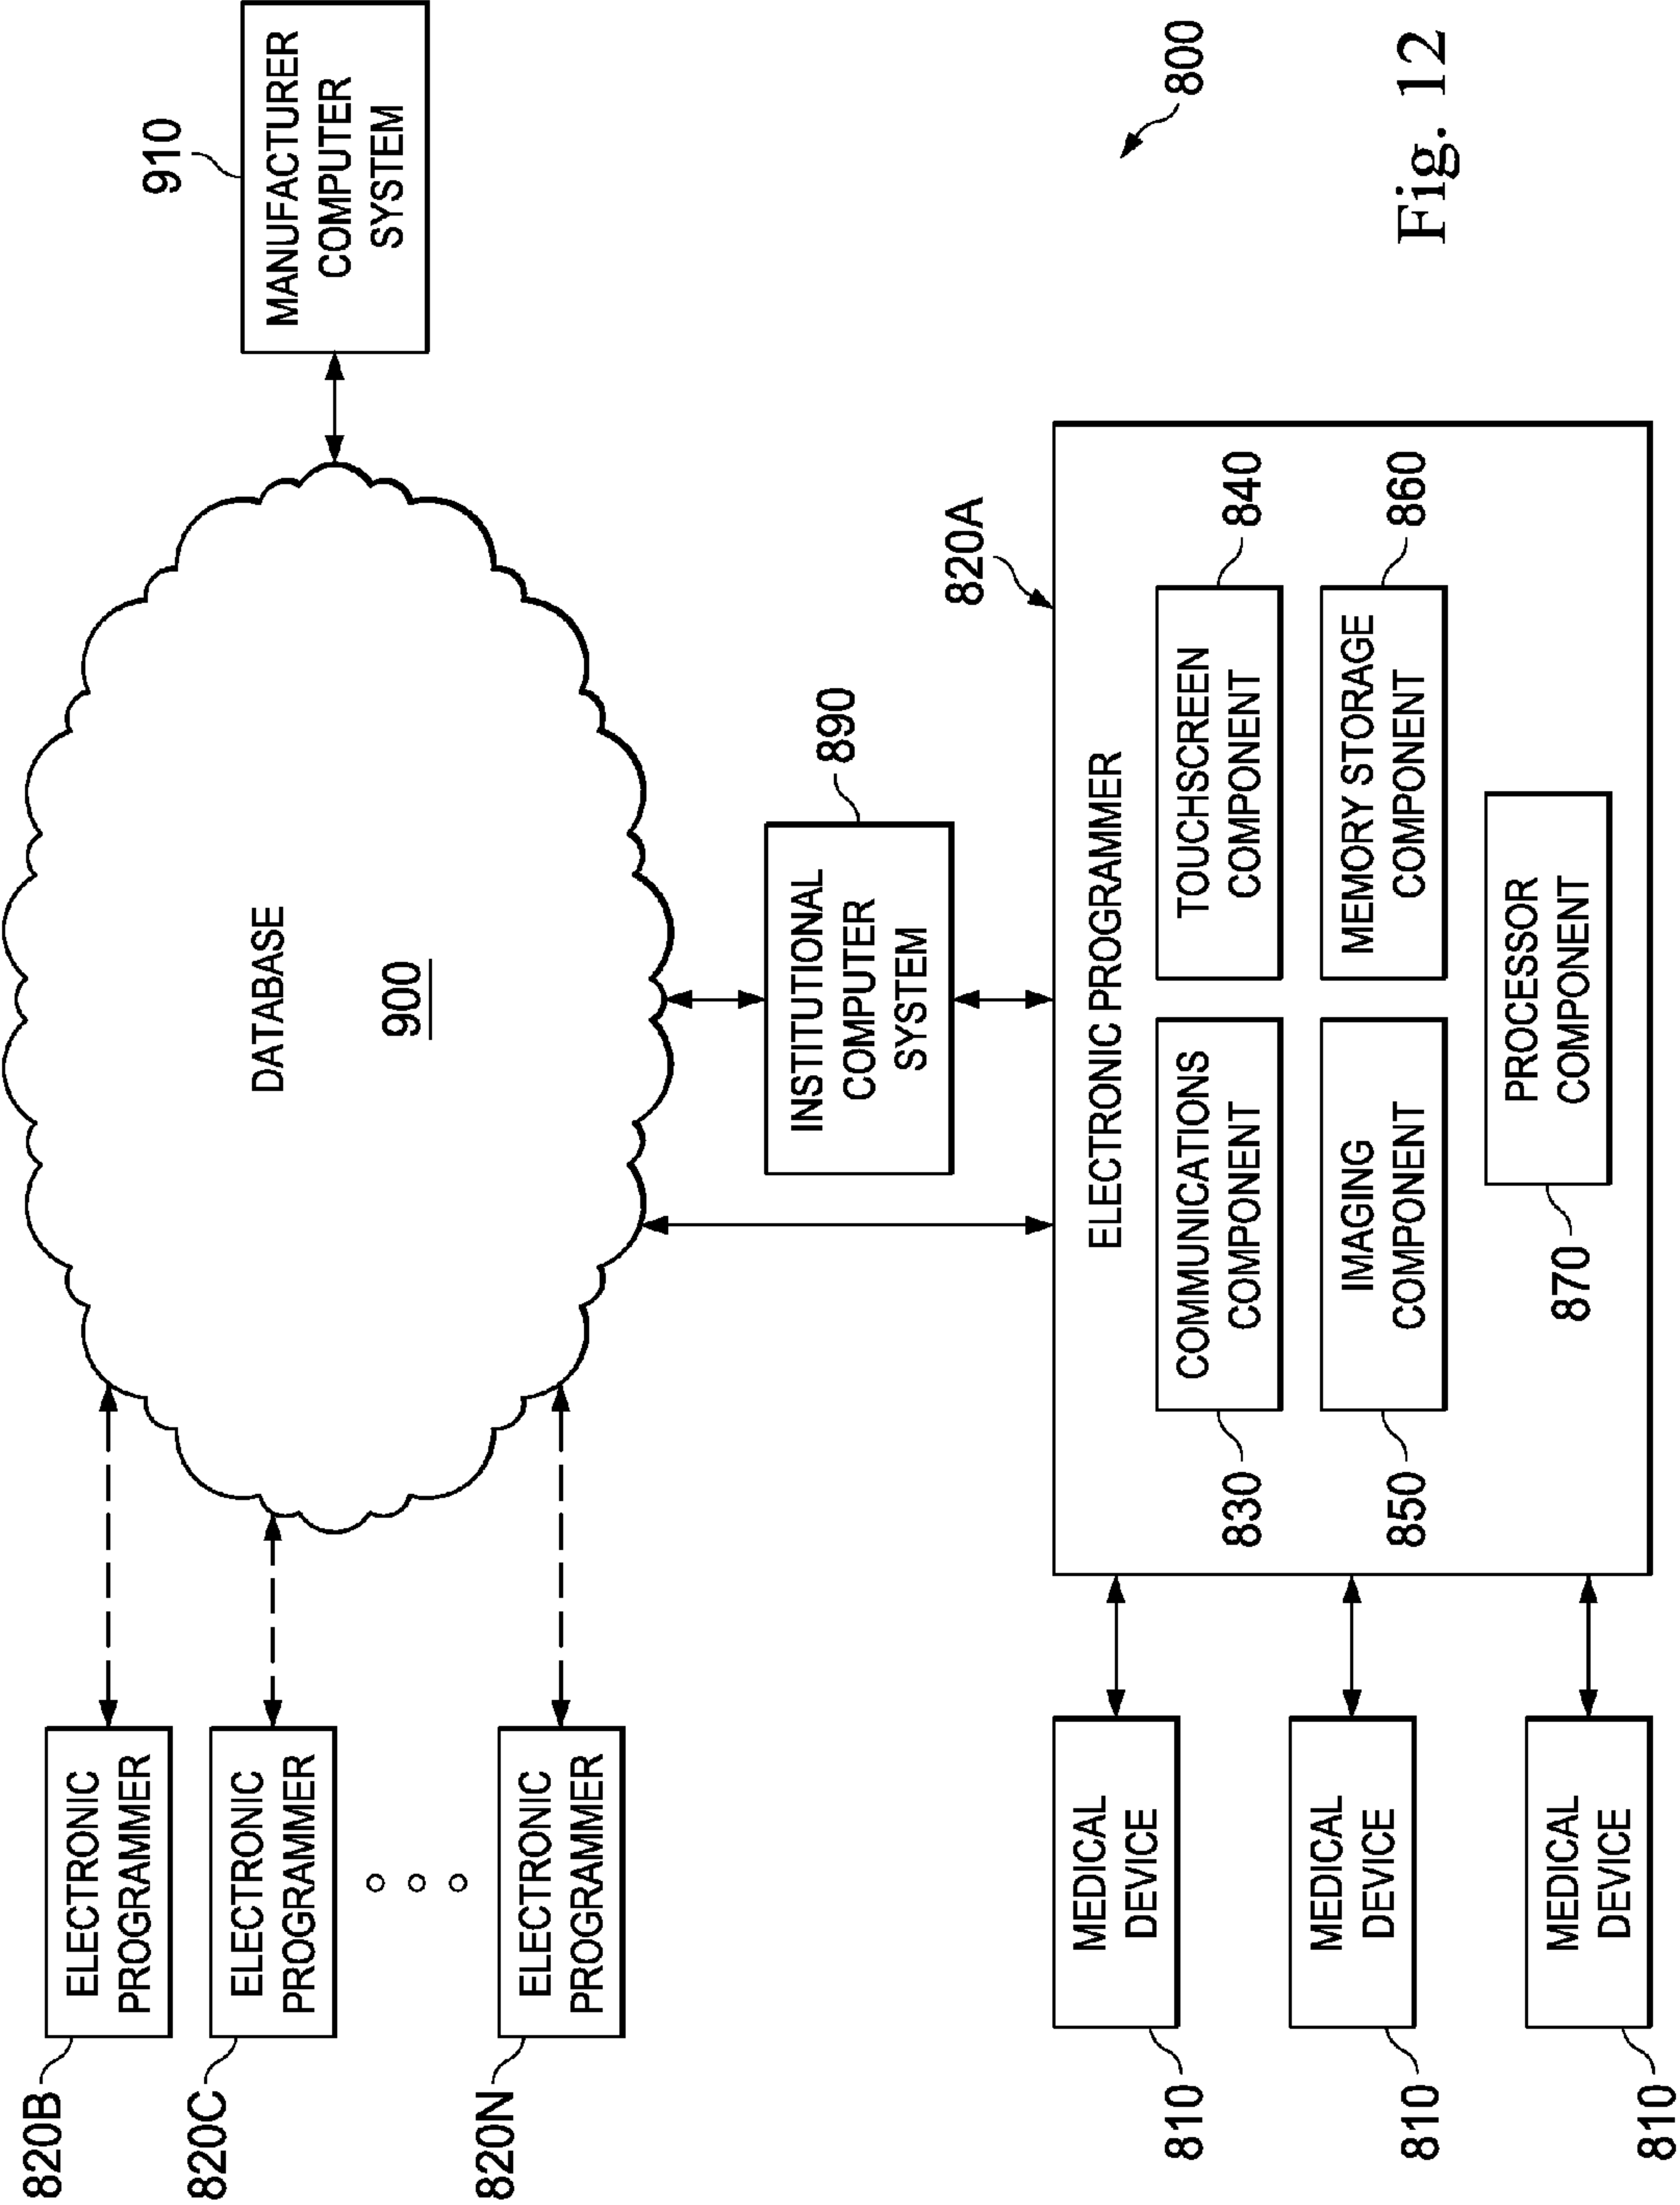 820B
ELECTRONIC
PROGRAMMER
820C
ELECTRONIC
PROGRAMMER
820N
ELECTRONIC
PROGRAMMER
DATABASE
900
910
MANUFACTURER
COMPUTER
SYSTEM
INSTITUTIONAL
COMPUTER
SYSTEM
890
820A
ELECTRONIC PROGRAMMER
830
COMMUNICATIONS
COMPONENT
TOUCHSCREEN
COMPONENT
840
850
IMAGING
COMPONENT
MEMORY STORAGE
COMPONENT
860
870
PROCESSOR
COMPONENT
810
MEDICAL
DEVICE
810
MEDICAL
DEVICE
810
MEDICAL
DEVICE
800
Fig. 12